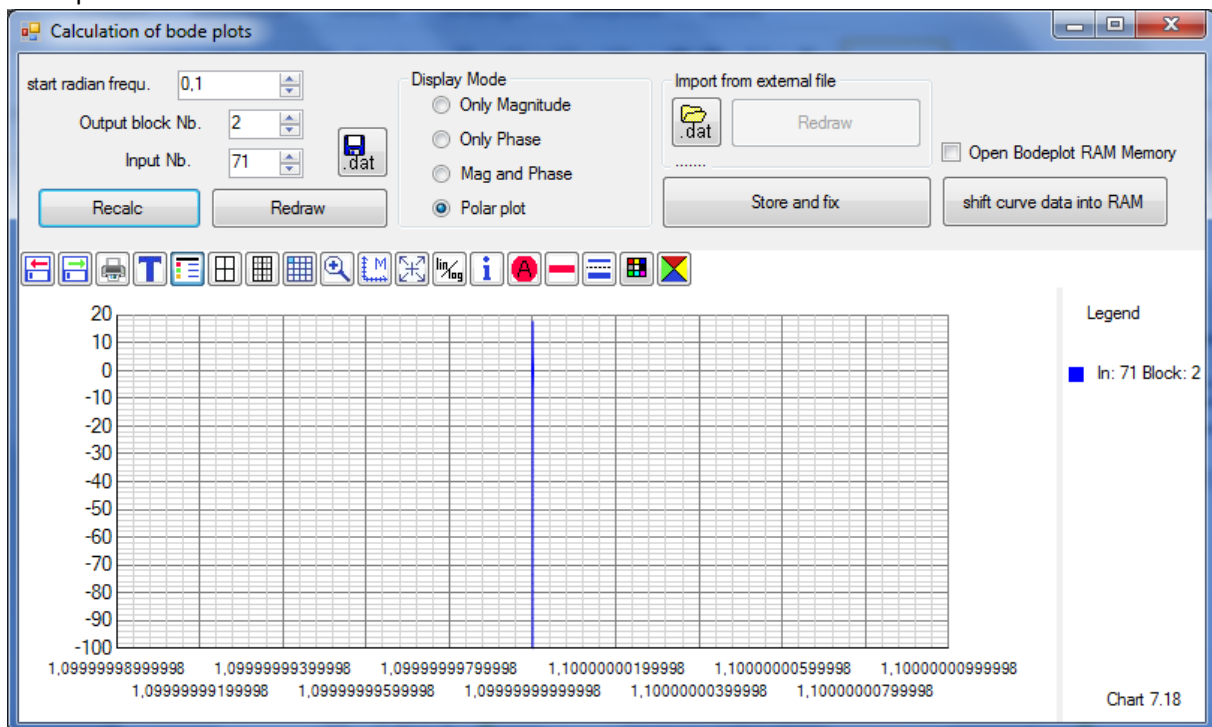 Calculation of bode plots
start radian frequ. 0,1
Output block Nb. 2
Input Nb. 71
.dat
Recalc
Redraw
Display Mode
Only Magnitude
Only Phase
Mag and Phase
Polar plot
Import from external file
.dat
Redraw
.......
Store and fix
Open Bodeplot RAM Memory
shift curve data into RAM
T
M
lin/log
i
A
20
10
0
-10
-20
-30
-40
-50
-60
-70
-80
-90
-100
1,099999998999998 1,09999999399998 1,09999999799998 1,10000000199998 1,10000000599998 1,10000000999998
1,09999999199998 1,09999999599998 1,09999999999998 1,10000000399998 1,10000000799998
Legend
In: 71 Block: 2
Chart 7.18